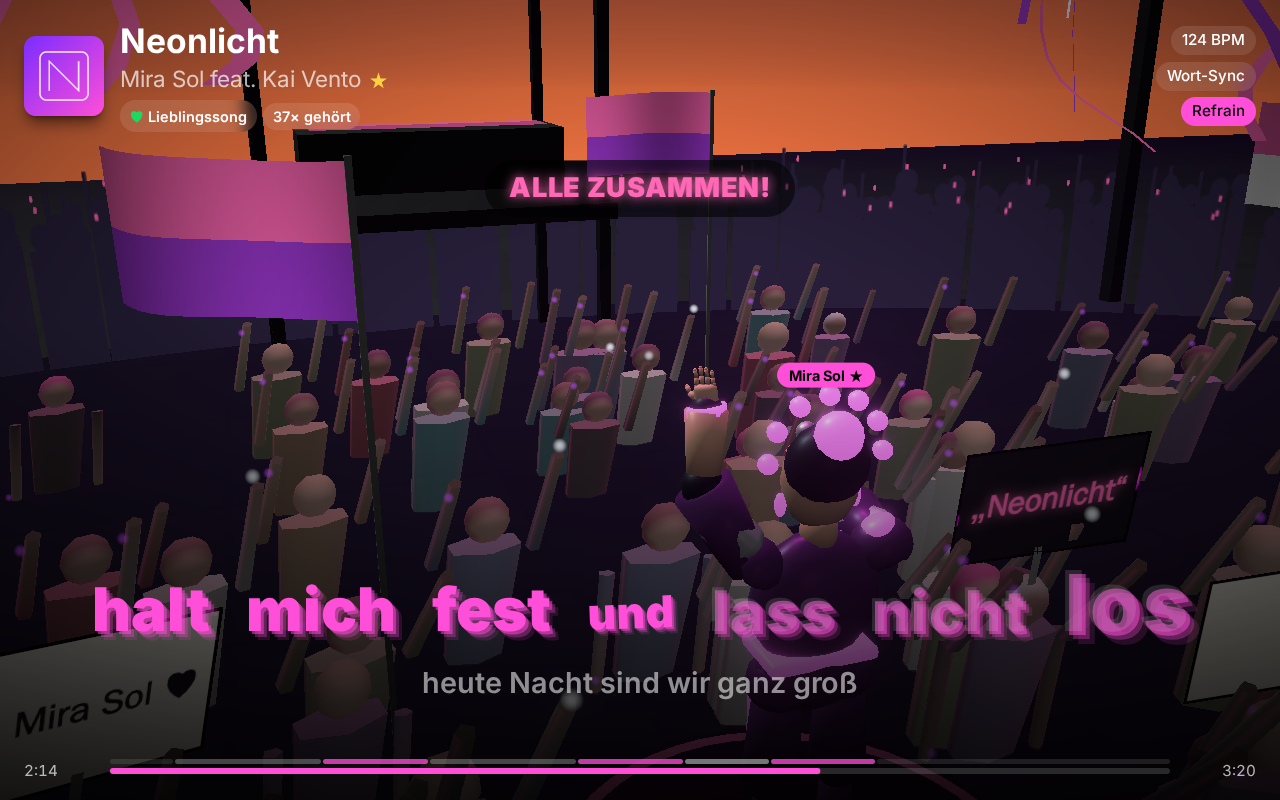 Neonlicht
Mira Sol feat. Kai Vento ★
Lieblingssong
37× gehört
124 BPM
Wort-Sync
Refrain
ALLE ZUSAMMEN!
Mira Sol ★
„Neonlicht“
halt mich fest und lass nicht los
heute Nacht sind wir ganz groß
Mira Sol ♥
2:14
3:20